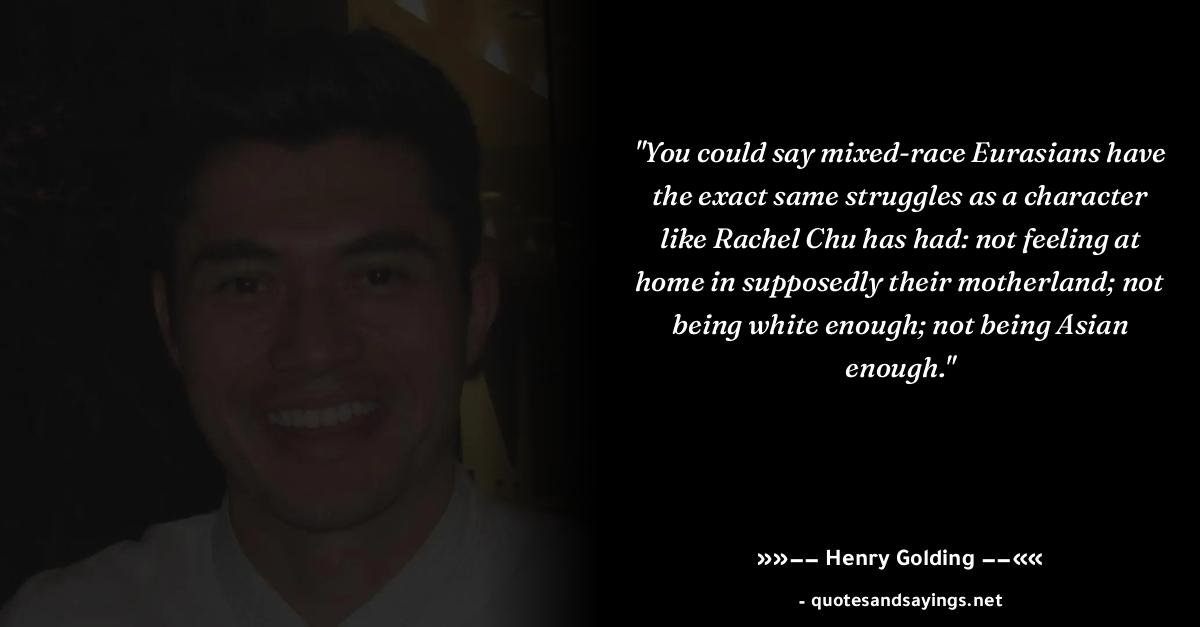 "You could say mixed-race Eurasians have
the exact same struggles as a character
like Rachel Chu has had: not feeling at
home in supposedly their motherland; not
being white enough; not being Asian
enough."
»»−− Henry Golding −−««
- quotesandsayings.net